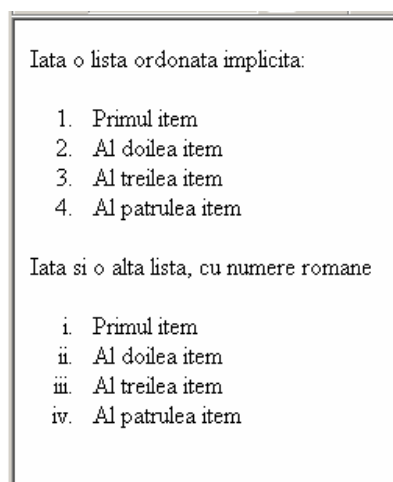 Iata o lista ordonata implicita:
1. Primul item
2. Al doilea item
3. Al treilea item
4. Al patrulea item
Iata si o alta lista, cu numere romane
i. Primul item
ii. Al doilea item
iii. Al treilea item
iv. Al patrulea item